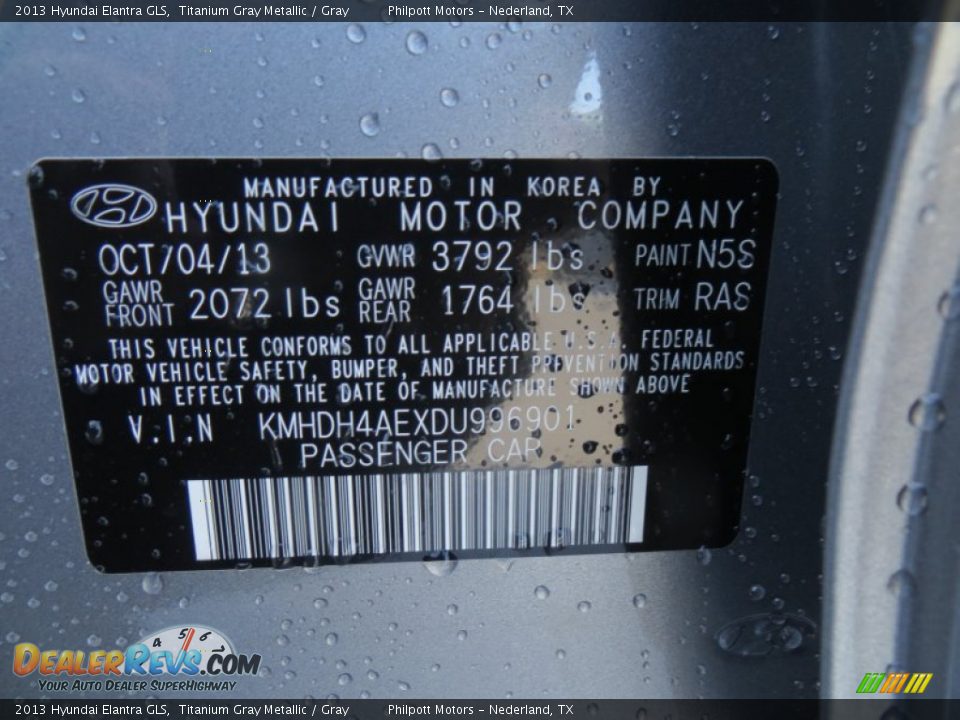 2013 Hyundai Elantra GLS, Titanium Gray Metallic / Gray Philpott Motors - Nederland, TX
MANUFACTURED IN KOREA BY
HYUNDAI MOTOR COMPANY
OCT/04/13 GVWR 3792 lbs PAINT N5S
GAWR FRONT 2072 lbs GAWR REAR 1764 lbs TRIM RAS
THIS VEHICLE CONFORMS TO ALL APPLICABLE U.S.A. FEDERAL
MOTOR VEHICLE SAFETY, BUMPER, AND THEFT PREVENTION STANDARDS
IN EFFECT ON THE DATE OF MANUFACTURE SHOWN ABOVE
V.I.N KMHDH4AEXDU996901
PASSENGER CAR
4 5 6
DEALERREVS.COM
YOUR AUTO DEALER SUPERHIGHWAY
2013 Hyundai Elantra GLS, Titanium Gray Metallic / Gray Philpott Motors - Nederland, TX